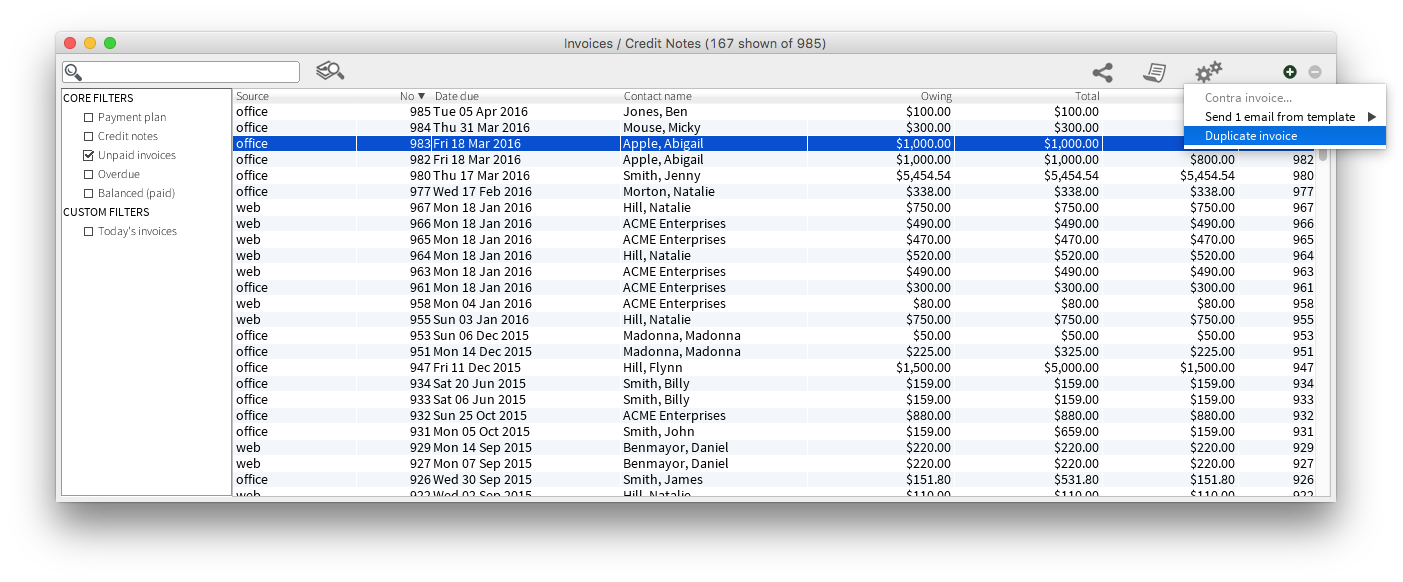 Invoices / Credit Notes (167 shown of 985)
Contra invoice...
Send 1 email from template
Duplicate invoice
CORE FILTERS
Payment plan
Credit notes
Unpaid invoices
Overdue
Balanced (paid)
CUSTOM FILTERS
Today's invoices
Source No Date due Contact name Owing Total
office 985 Tue 05 Apr 2016 Jones, Ben $100.00 $100.00
office 984 Thu 31 Mar 2016 Mouse, Micky $300.00 $300.00
office 983 Fri 18 Mar 2016 Apple, Abigail $1,000.00 $1,000.00
office 982 Fri 18 Mar 2016 Apple, Abigail $1,000.00 $1,000.00 $800.00 982
office 980 Thu 17 Mar 2016 Smith, Jenny $5,454.54 $5,454.54 $5,454.54 980
office 977 Wed 17 Feb 2016 Morton, Natalie $338.00 $338.00 $338.00 977
web 967 Mon 18 Jan 2016 Hill, Natalie $750.00 $750.00 $750.00 967
web 966 Mon 18 Jan 2016 ACME Enterprises $490.00 $490.00 $490.00 966
web 965 Mon 18 Jan 2016 ACME Enterprises $470.00 $470.00 $470.00 965
web 964 Mon 18 Jan 2016 Hill, Natalie $520.00 $520.00 $520.00 964
web 963 Mon 18 Jan 2016 ACME Enterprises $490.00 $490.00 $490.00 963
office 961 Mon 18 Jan 2016 ACME Enterprises $300.00 $300.00 $300.00 961
web 958 Mon 04 Jan 2016 ACME Enterprises $80.00 $80.00 $80.00 958
web 955 Sun 03 Jan 2016 Hill, Natalie $750.00 $750.00 $750.00 955
office 953 Sun 06 Dec 2015 Madonna, Madonna $50.00 $50.00 $50.00 953
office 951 Mon 14 Dec 2015 Madonna, Madonna $225.00 $325.00 $225.00 951
office 947 Fri 11 Dec 2015 Hill, Flynn $1,500.00 $5,000.00 $1,500.00 947
office 934 Sat 20 Jun 2015 Smith, Billy $159.00 $159.00 $159.00 934
office 933 Sat 06 Jun 2015 Smith, Billy $159.00 $159.00 $159.00 933
office 932 Sun 25 Oct 2015 ACME Enterprises $880.00 $880.00 $880.00 932
office 931 Mon 05 Oct 2015 Smith, John $159.00 $659.00 $159.00 931
web 929 Mon 14 Sep 2015 Benmayor, Daniel $220.00 $220.00 $220.00 929
web 927 Mon 07 Sep 2015 Benmayor, Daniel $220.00 $220.00 $220.00 927
office 926 Wed 30 Sep 2015 Smith, James $151.80 $531.80 $151.80 926
web 922 Wed 02 Sep 2015 Hill, Natalie $110.00 $110.00 $110.00 922